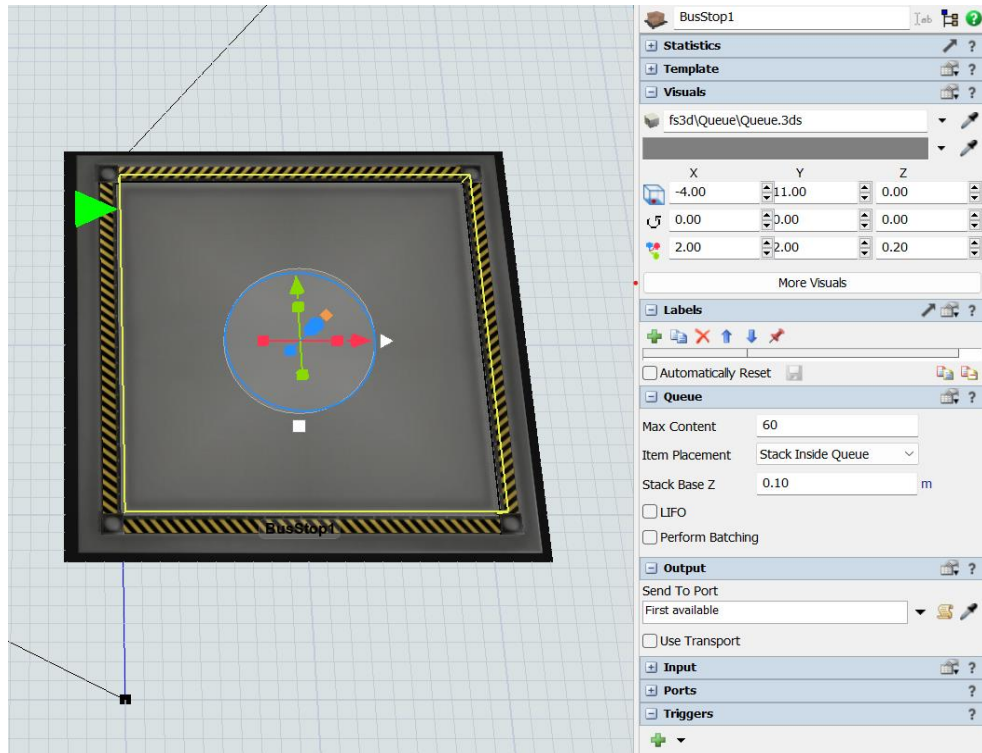 BusStop1
Statistics
?
Template
?
Visuals
?
fs3d\Queue\Queue.3ds
X Y Z
-4.00 11.00 0.00
0.00 0.00 0.00
2.00 2.00 0.20
More Visuals
Labels
?
Automatically Reset
Queue
?
Max Content 60
Item Placement Stack Inside Queue
Stack Base Z 0.10 m
LIFO
Perform Batching
Output
?
Send To Port
First available
Use Transport
Input
?
Ports
?
Triggers
?
BusStop1